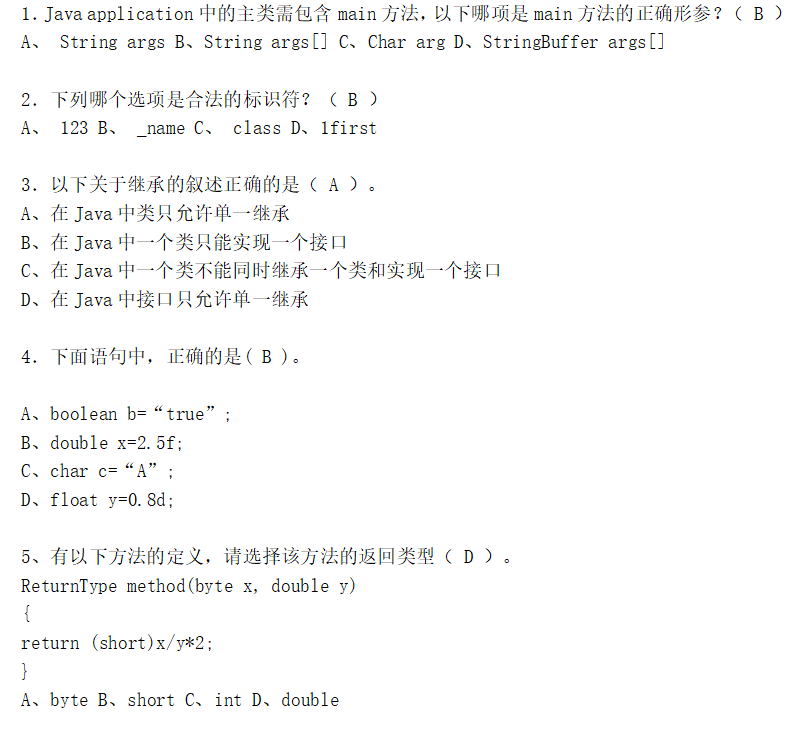 1.Java application 中的主类需包含 main 方法，以下哪项是 main 方法的正确形参？（ B ）
A、 String args B、String args[] C、Char arg D、StringBuffer args[]
2．下列哪个选项是合法的标识符？（ B ）
A、 123 B、 _name C、 class D、1first
3．以下关于继承的叙述正确的是（ A ）。
A、在 Java 中类只允许单一继承
B、在 Java 中一个类只能实现一个接口
C、在 Java 中一个类不能同时继承一个类和实现一个接口
D、在 Java 中接口只允许单一继承
4．下面语句中，正确的是( B )。
A、boolean b=“true”;
B、double x=2.5f;
C、char c=“A”;
D、float y=0.8d;
5、有以下方法的定义，请选择该方法的返回类型（ D ）。
ReturnType method(byte x, double y)
{
return (short)x/y*2;
}
A、byte B、short C、int D、double